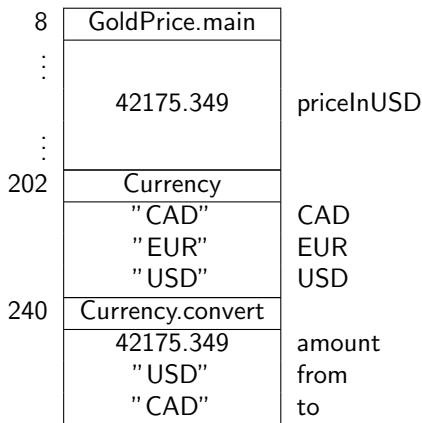 8 GoldPrice.main
⋮
42175.349 priceInUSD
⋮
202 Currency
"CAD" CAD
"EUR" EUR
"USD" USD
240 Currency.convert
42175.349 amount
"USD" from
"CAD" to